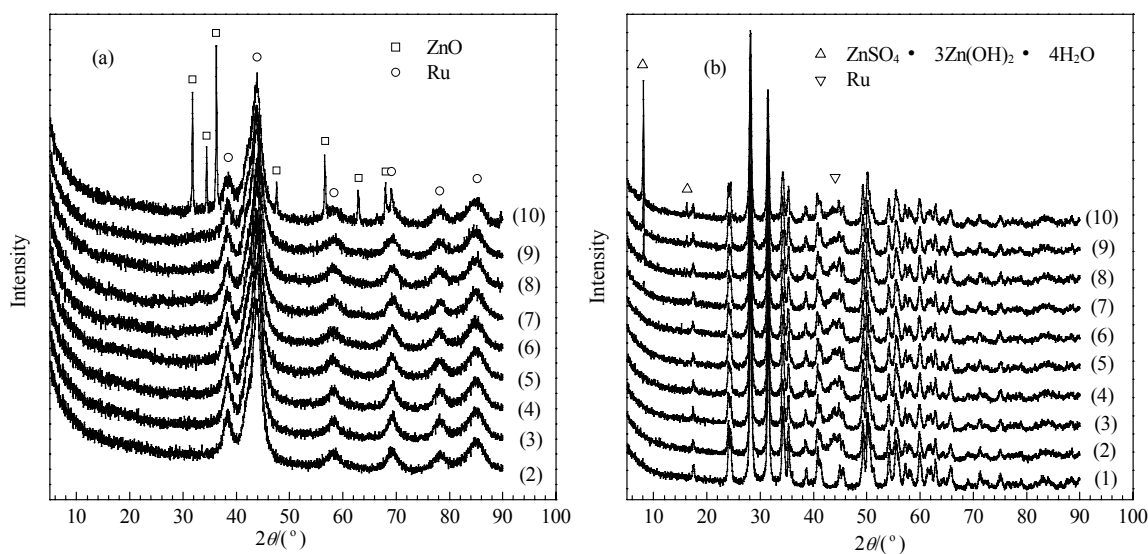 (a)
ZnO
Ru
(10)
(9)
(8)
(7)
(6)
(5)
(4)
(3)
(2)
Intensity
10 20 30 40 50 60 70 80 90 100
2θ/(°)
(b)
ZnSO₄ • 3Zn(OH)₂ • 4H₂O
Ru
(10)
(9)
(8)
(7)
(6)
(5)
(4)
(3)
(2)
(1)
Intensity
10 20 30 40 50 60 70 80 90 100
2θ/(°)